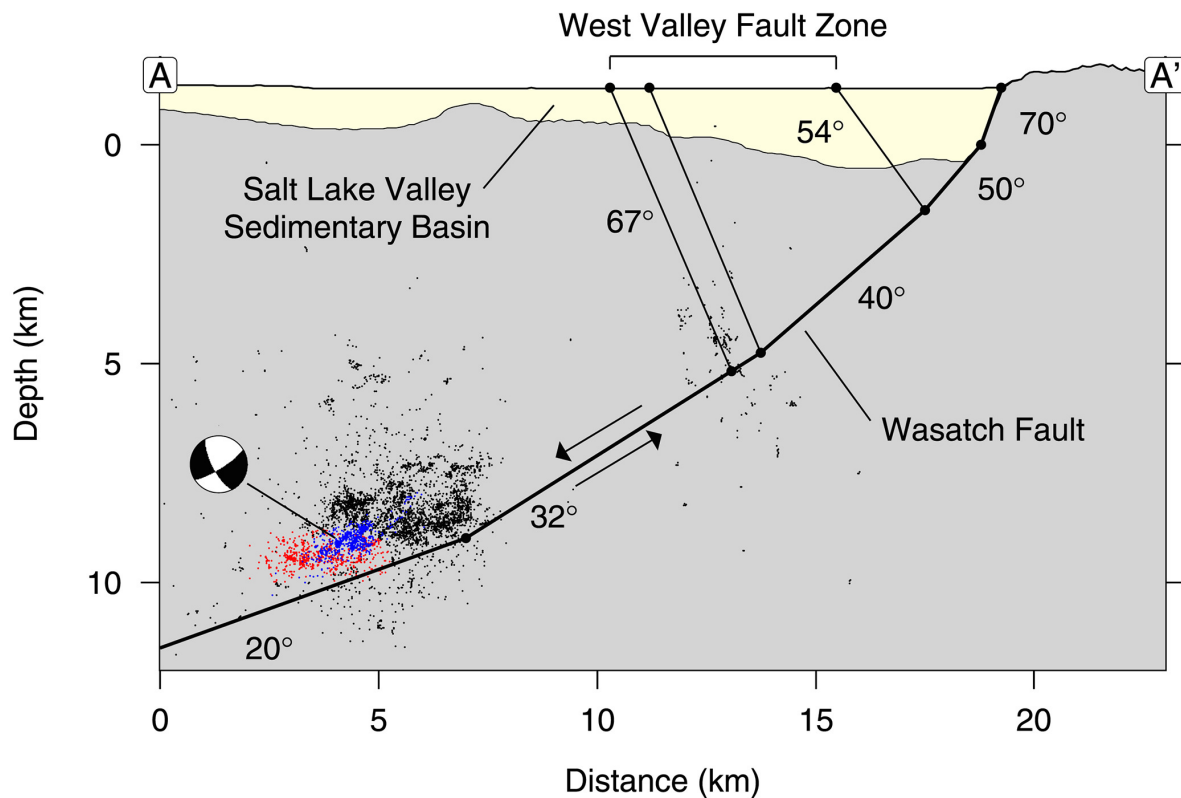 West Valley Fault Zone
A
A'
70°
54°
0
50°
Salt Lake Valley
Sedimentary Basin
67°
40°
5
Depth (km)
Wasatch Fault
32°
10
20°
0
5
10
15
20
Distance (km)